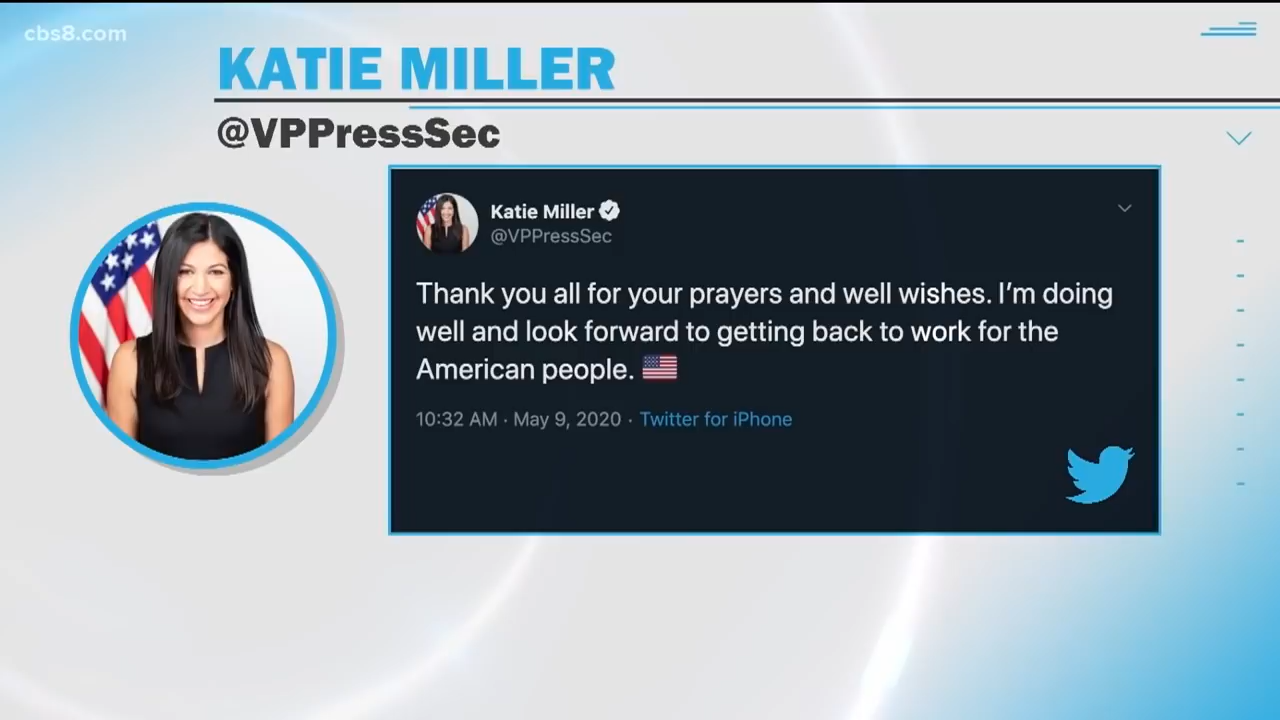 cbs8.com
KATIE MILLER
@VPPressSec
Katie Miller
@VPPressSec
Thank you all for your prayers and well wishes. I’m doing
well and look forward to getting back to work for the
American people. 🇺🇸
10:32 AM · May 9, 2020 · Twitter for iPhone